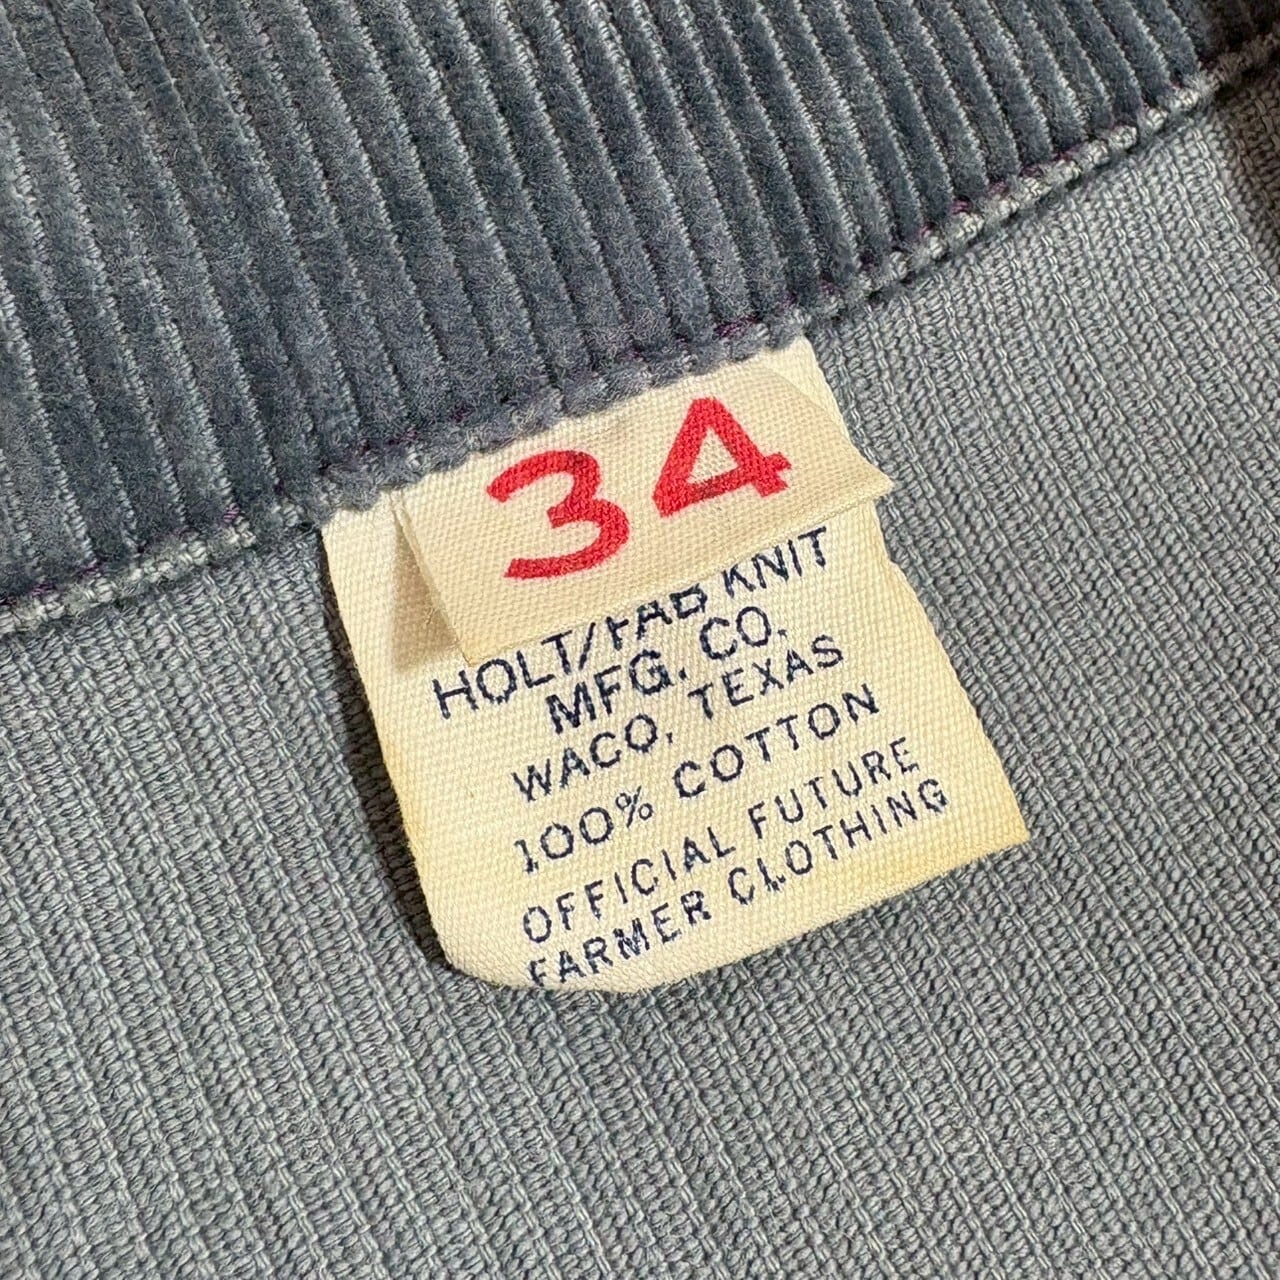 34
HOLT/FAB KNIT
MFG. CO.
WACO, TEXAS
100% COTTON
OFFICIAL FUTURE
FARMER CLOTHING